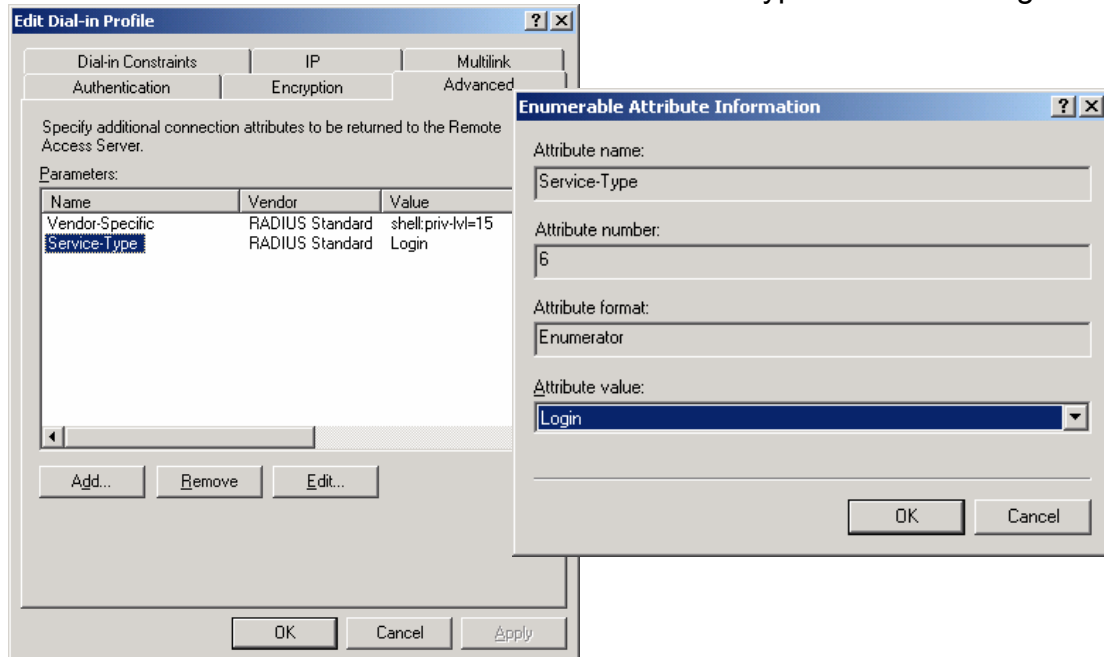 Edit Dial-in Profile
Dial-in Constraints IP Multilink
Authentication Encryption Advanced
Specify additional connection attributes to be returned to the Remote
Access Server.
Parameters:
Name Vendor Value
Vendor-Specific RADIUS Standard shell:priv-lvl=15
Service-Type RADIUS Standard Login
Add... Remove Edit...
OK Cancel Apply
Enumerable Attribute Information
Attribute name:
Service-Type
Attribute number:
6
Attribute format:
Enumerator
Attribute value:
Login
OK Cancel